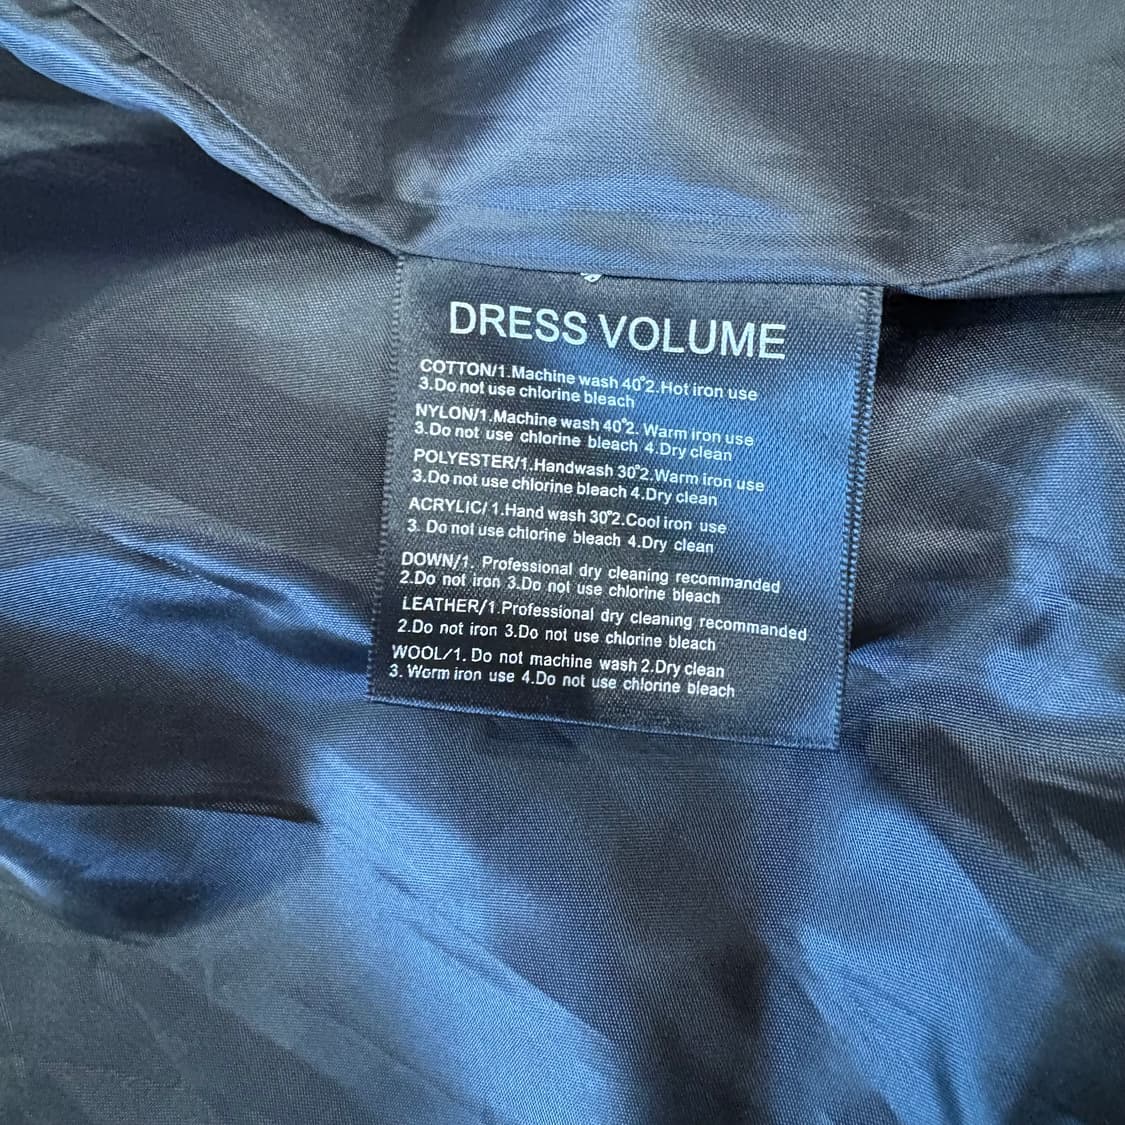 DRESS VOLUME
COTTON/1.Machine wash 40°2.Hot iron use
3.Do not use chlorine bleach
NYLON/1.Machine wash 40°2. Warm iron use
3.Do not use chlorine bleach 4.Dry clean
POLYESTER/1.Handwash 30°2.Warm iron use
3.Do not use chlorine bleach 4.Dry clean
ACRYLIC/ 1.Hand wash 30°2.Cool iron use
3. Do not use chlorine bleach 4.Dry clean
DOWN/1. Professional dry cleaning recommanded
2.Do not iron 3.Do not use chlorine bleach
LEATHER/1.Professional dry cleaning recommanded
2.Do not iron 3.Do not use chlorine bleach
WOOL/1. Do not machine wash 2.Dry clean
3. Warm iron use 4.Do not use chlorine bleach